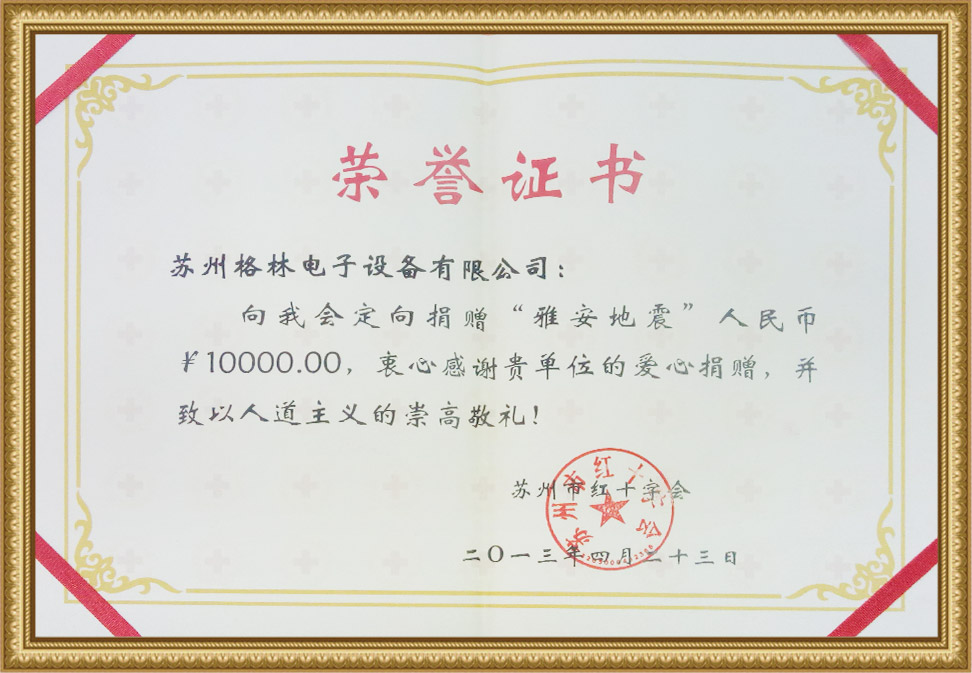 荣誉证书
苏州格林电子设备有限公司：
向我会定向捐赠“雅安地震”人民币
￥10000.00，衷心感谢贵单位的爱心捐赠，并
致以人道主义的崇高敬礼！
苏州市红十字会
二〇一三年四月二十三日